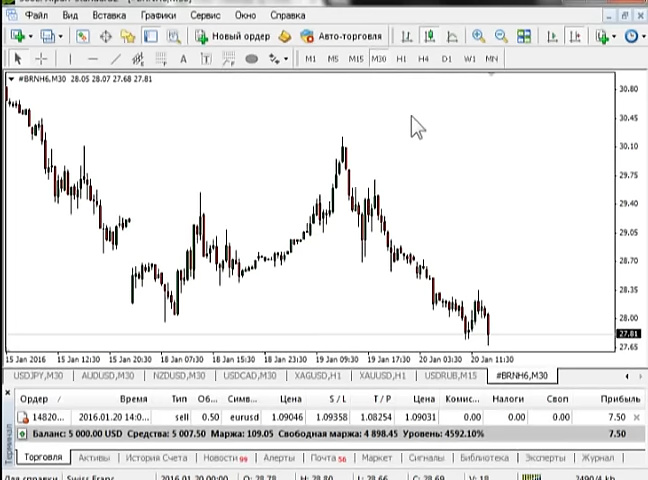 Файл Вид Вставка Графики Сервис Окно Справка
Новый ордер Авто-торговля
A T M1 M5 M15 M30 H1 H4 D1 W1 MN
#BRNH6,M30 28.05 28.07 27.68 27.81
30.80
30.45
30.10
29.75
29.40
29.05
28.70
28.35
28.00
27.81
27.65
15 Jan 2016 15 Jan 12:30 15 Jan 20:30 18 Jan 07:30 18 Jan 15:30 18 Jan 23:30 19 Jan 09:30 19 Jan 17:30 20 Jan 03:30 20 Jan 11:30
USDJPY,M30 AUDUSD,M30 NZDUSD,M30 USDCAD,M30 XAGUSD,H1 XAUUSD,H1 USDRUB,M15 #BRNH6,M30
Ордер / Время Тип Об... Симв... Цена S / L T / P Цена Комис... Налоги Своп Прибыль
14820... 2016.01.20 14:0... sell 0.50 eurusd 1.09046 1.09358 1.08254 1.09031 0.00 0.00 0.00 7.50
Баланс: 5 000.00 USD Средства: 5 007.50 Маржа: 109.05 Свободная маржа: 4 898.45 Уровень: 4592.10% 7.50
Терминал
Торговля Активы История Счета Новости 99 Алерты Почта 56 Маркет Сигналы Библиотека Эксперты Журнал